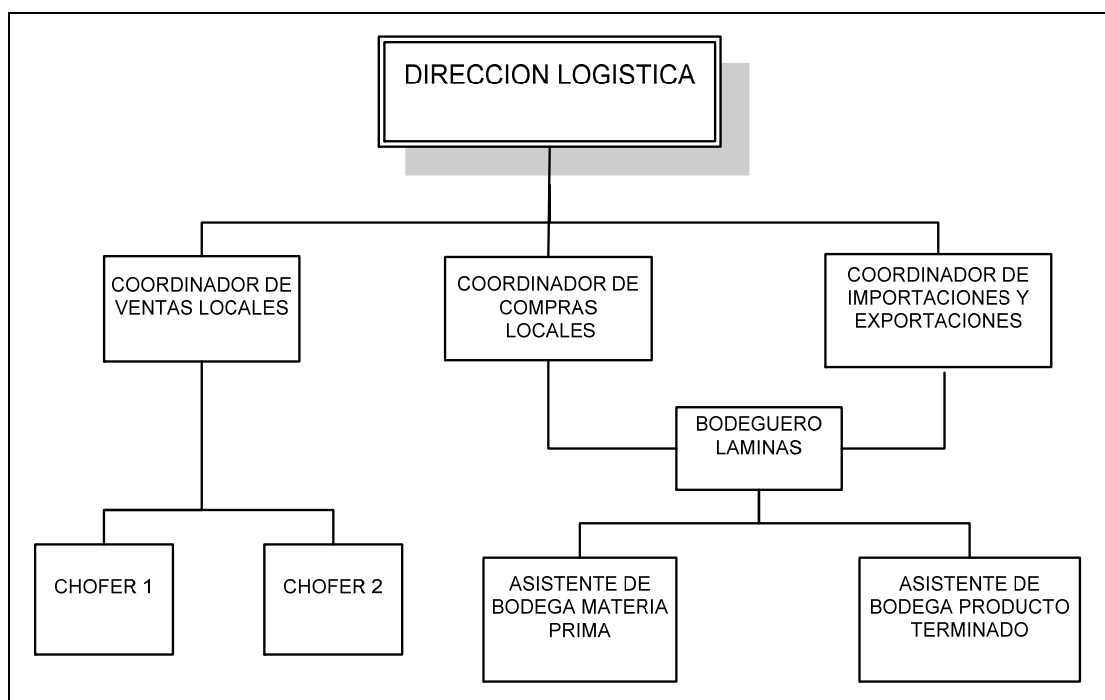 DIRECCION LOGISTICA
COORDINADOR DE
VENTAS LOCALES
COORDINADOR DE
COMPRAS
LOCALES
COORDINADOR DE
IMPORTACIONES Y
EXPORTACIONES
BODEGUERO
LAMINAS
CHOFER 1
CHOFER 2
ASISTENTE DE
BODEGA MATERIA
PRIMA
ASISTENTE DE
BODEGA PRODUCTO
TERMINADO